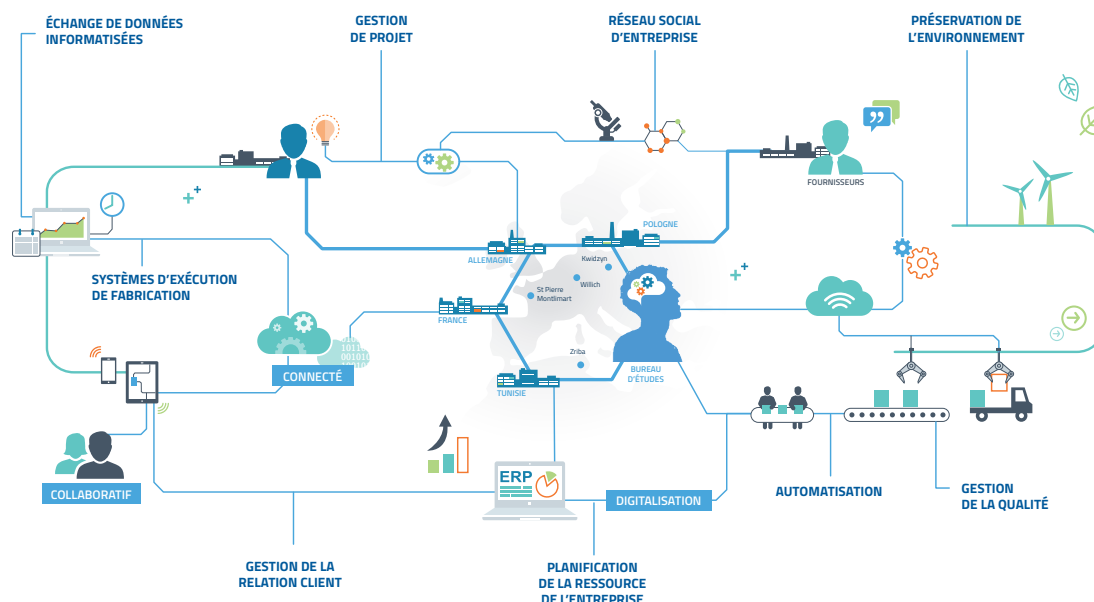 ÉCHANGE DE DONNÉES
INFORMATISÉES
GESTION
DE PROJET
RÉSEAU SOCIAL
D'ENTREPRISE
PRÉSERVATION DE
L'ENVIRONNEMENT
FOURNISSEURS
POLOGNE
ALLEMAGNE
Kwidzyn
Willich
St Pierre
Montlimart
SYSTÈMES D'EXÉCUTION
DE FABRICATION
FRANCE
CONNECTÉ
Zriba
BUREAU
D'ÉTUDES
TUNISIE
ERP
COLLABORATIF
DIGITALISATION
AUTOMATISATION
GESTION
DE LA QUALITÉ
GESTION DE LA
RELATION CLIENT
PLANIFICATION
DE LA RESSOURCE
DE L'ENTREPRISE